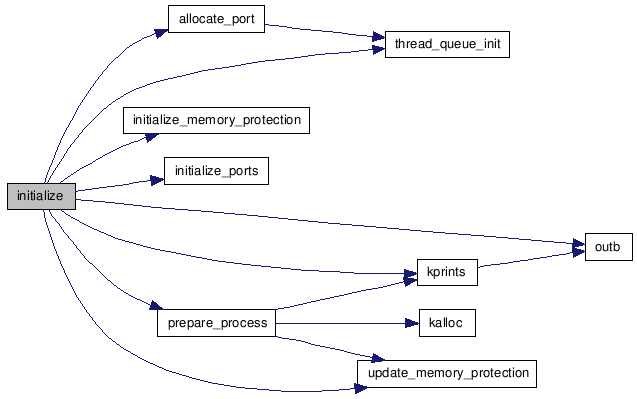 allocate_port
thread_queue_init
initialize_memory_protection
initialize_ports
initialize
outb
kprints
prepare_process
kalloc
update_memory_protection